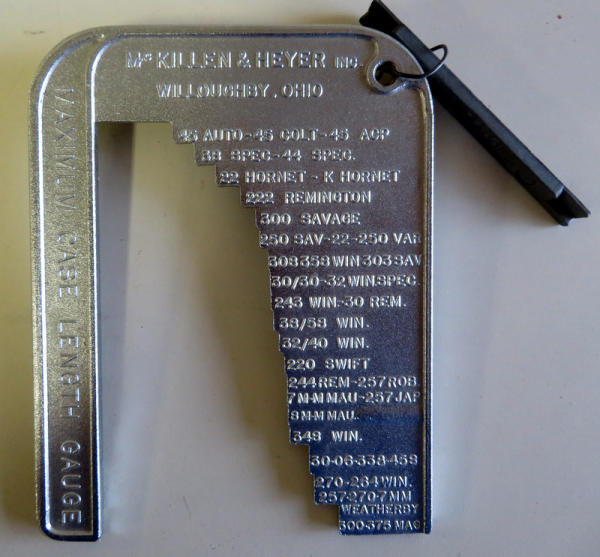 Mc KILLEN & HEYER INC.
WILLOUGHBY, OHIO
MAXIMUM CASE LENGTH GAUGE
45 AUTO-45 COLT-45 ACP
38 SPEC-44 SPEC.
22 HORNET - K HORNET
222 REMINGTON
300 SAVAGE
250 SAV-22-250 VAR
308 358 WIN 303 SAV
30/30-32 WIN SPEC.
243 WIN-30 REM.
38/58 WIN.
32/40 WIN.
220 SWIFT
244 REM-257 ROB
7 M-M MAU-257 JAP
8 M-M MAU.
348 WIN.
30-06-338-458
270-264 WIN.
257-270-7MM
WEATHERBY
300-375 MAG